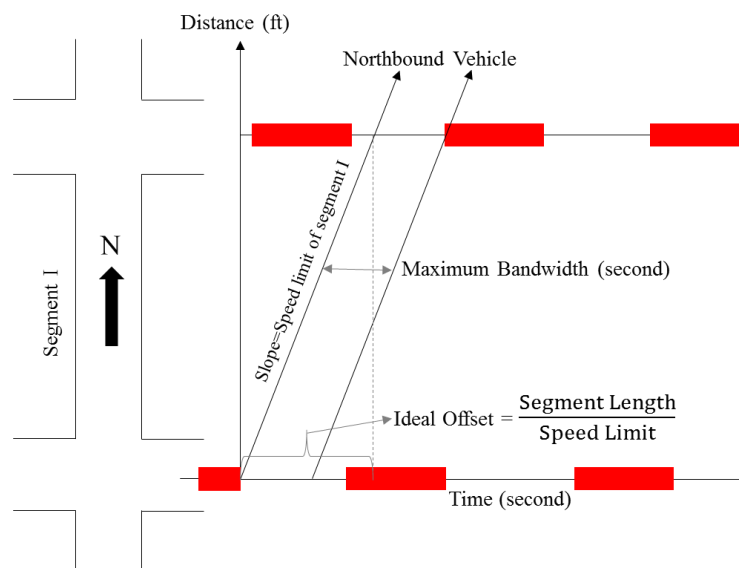 Distance (ft)
Northbound Vehicle
N
Segment I
Slope=Speed limit of segment I
Maximum Bandwidth (second)
Ideal Offset = Segment Length
Speed Limit
Time (second)